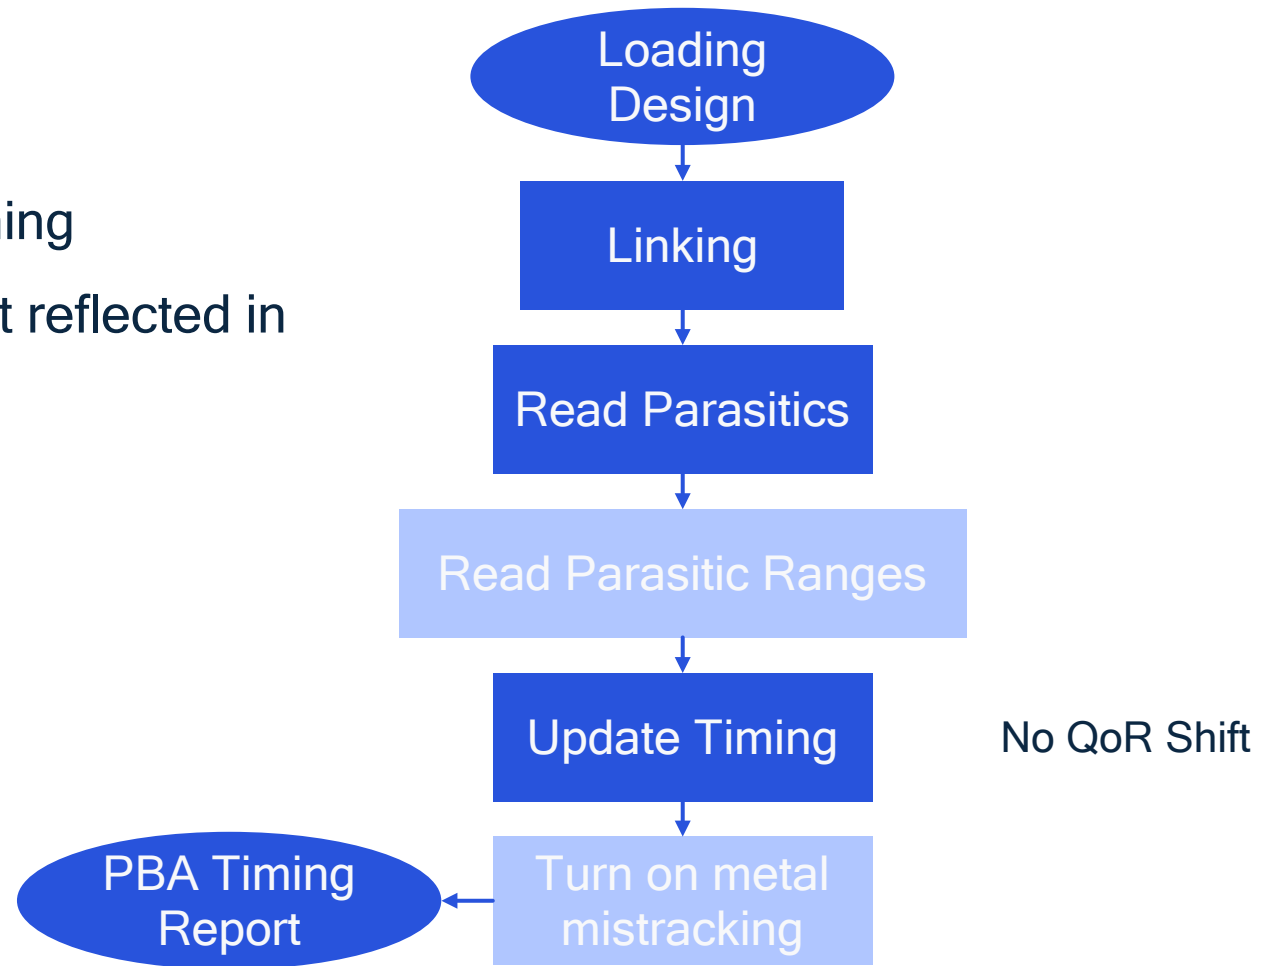 Loading
Design
Linking
t reflected in
Read Parasitics
Read Parasitic Ranges
Update Timing
No QoR Shift
Turn on metal
mistracking
PBA Timing
Report